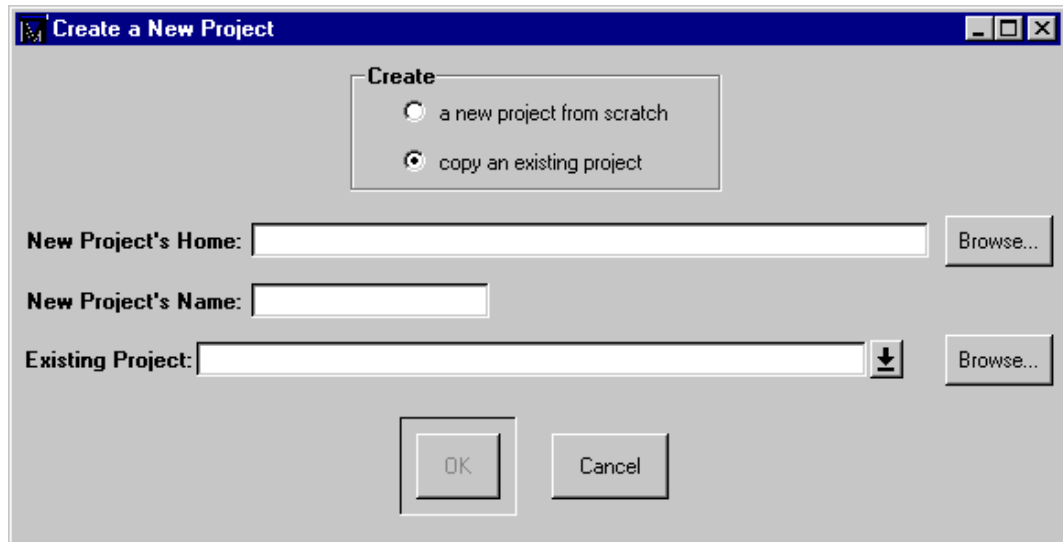 Create a New Project
Create
a new project from scratch
copy an existing project
New Project's Home: Browse...
New Project's Name:
Existing Project: Browse...
OK Cancel